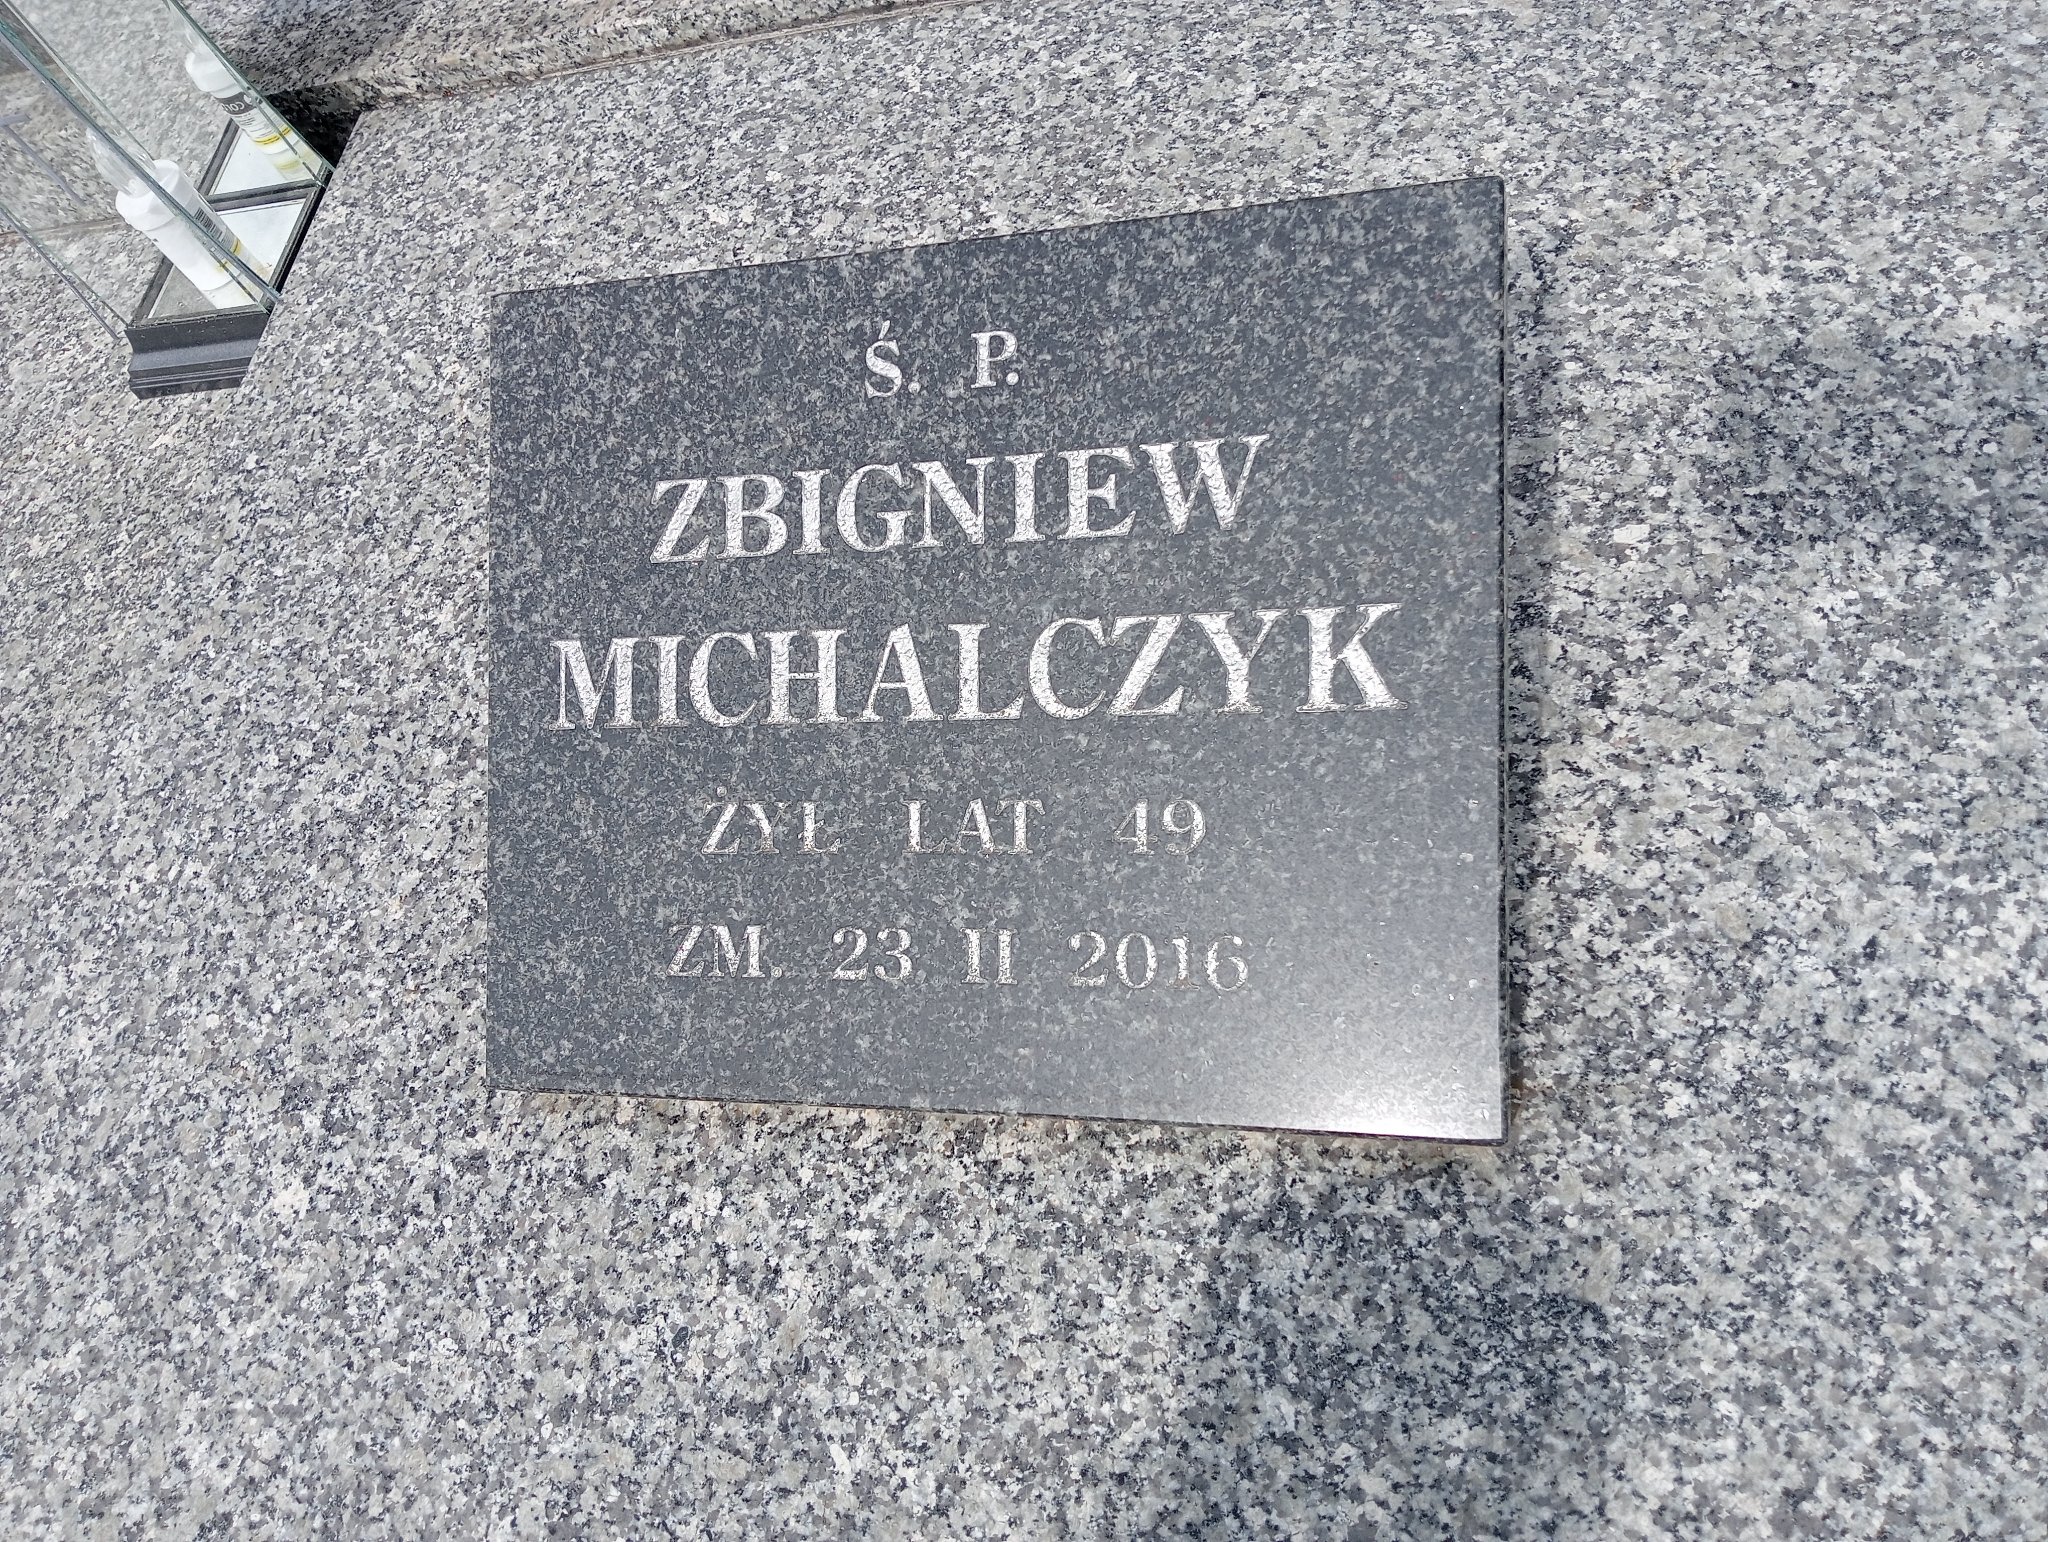 Ś. P.
ZBIGNIEW
MICHALCZYK
ŻYŁ LAT 49
ZM. 23 II 2016